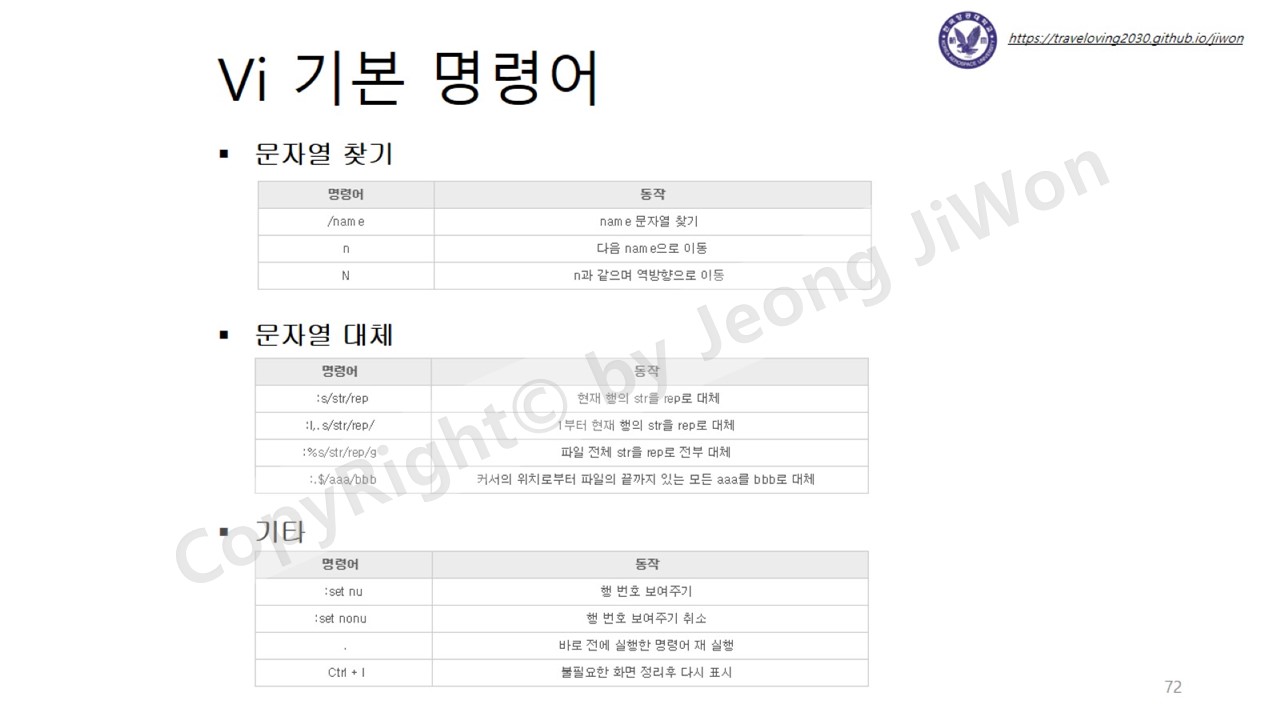 https://traveloving2030.github.io/jiwon
Vi 기본 명령어
▪ 문자열 찾기
명령어 동작
/name name 문자열 찾기
n 다음 name으로 이동
N n과 같으며 역방향으로 이동
▪ 문자열 대체
명령어 동작
:s/str/rep 현재 행의 str을 rep로 대체
:l,.s/str/rep/ 1부터 현재 행의 str을 rep로 대체
:%s/str/rep/g 파일 전체 str을 rep로 전부 대체
:.$/aaa/bbb 커서의 위치로부터 파일의 끝까지 있는 모든 aaa를 bbb로 대체
▪ 기타
명령어 동작
:set nu 행 번호 보여주기
:set nonu 행 번호 보여주기 취소
. 바로 전에 실행한 명령어 재 실행
Ctrl + l 불필요한 화면 정리후 다시 표시
CopyRight© by Jeong JiWon
72